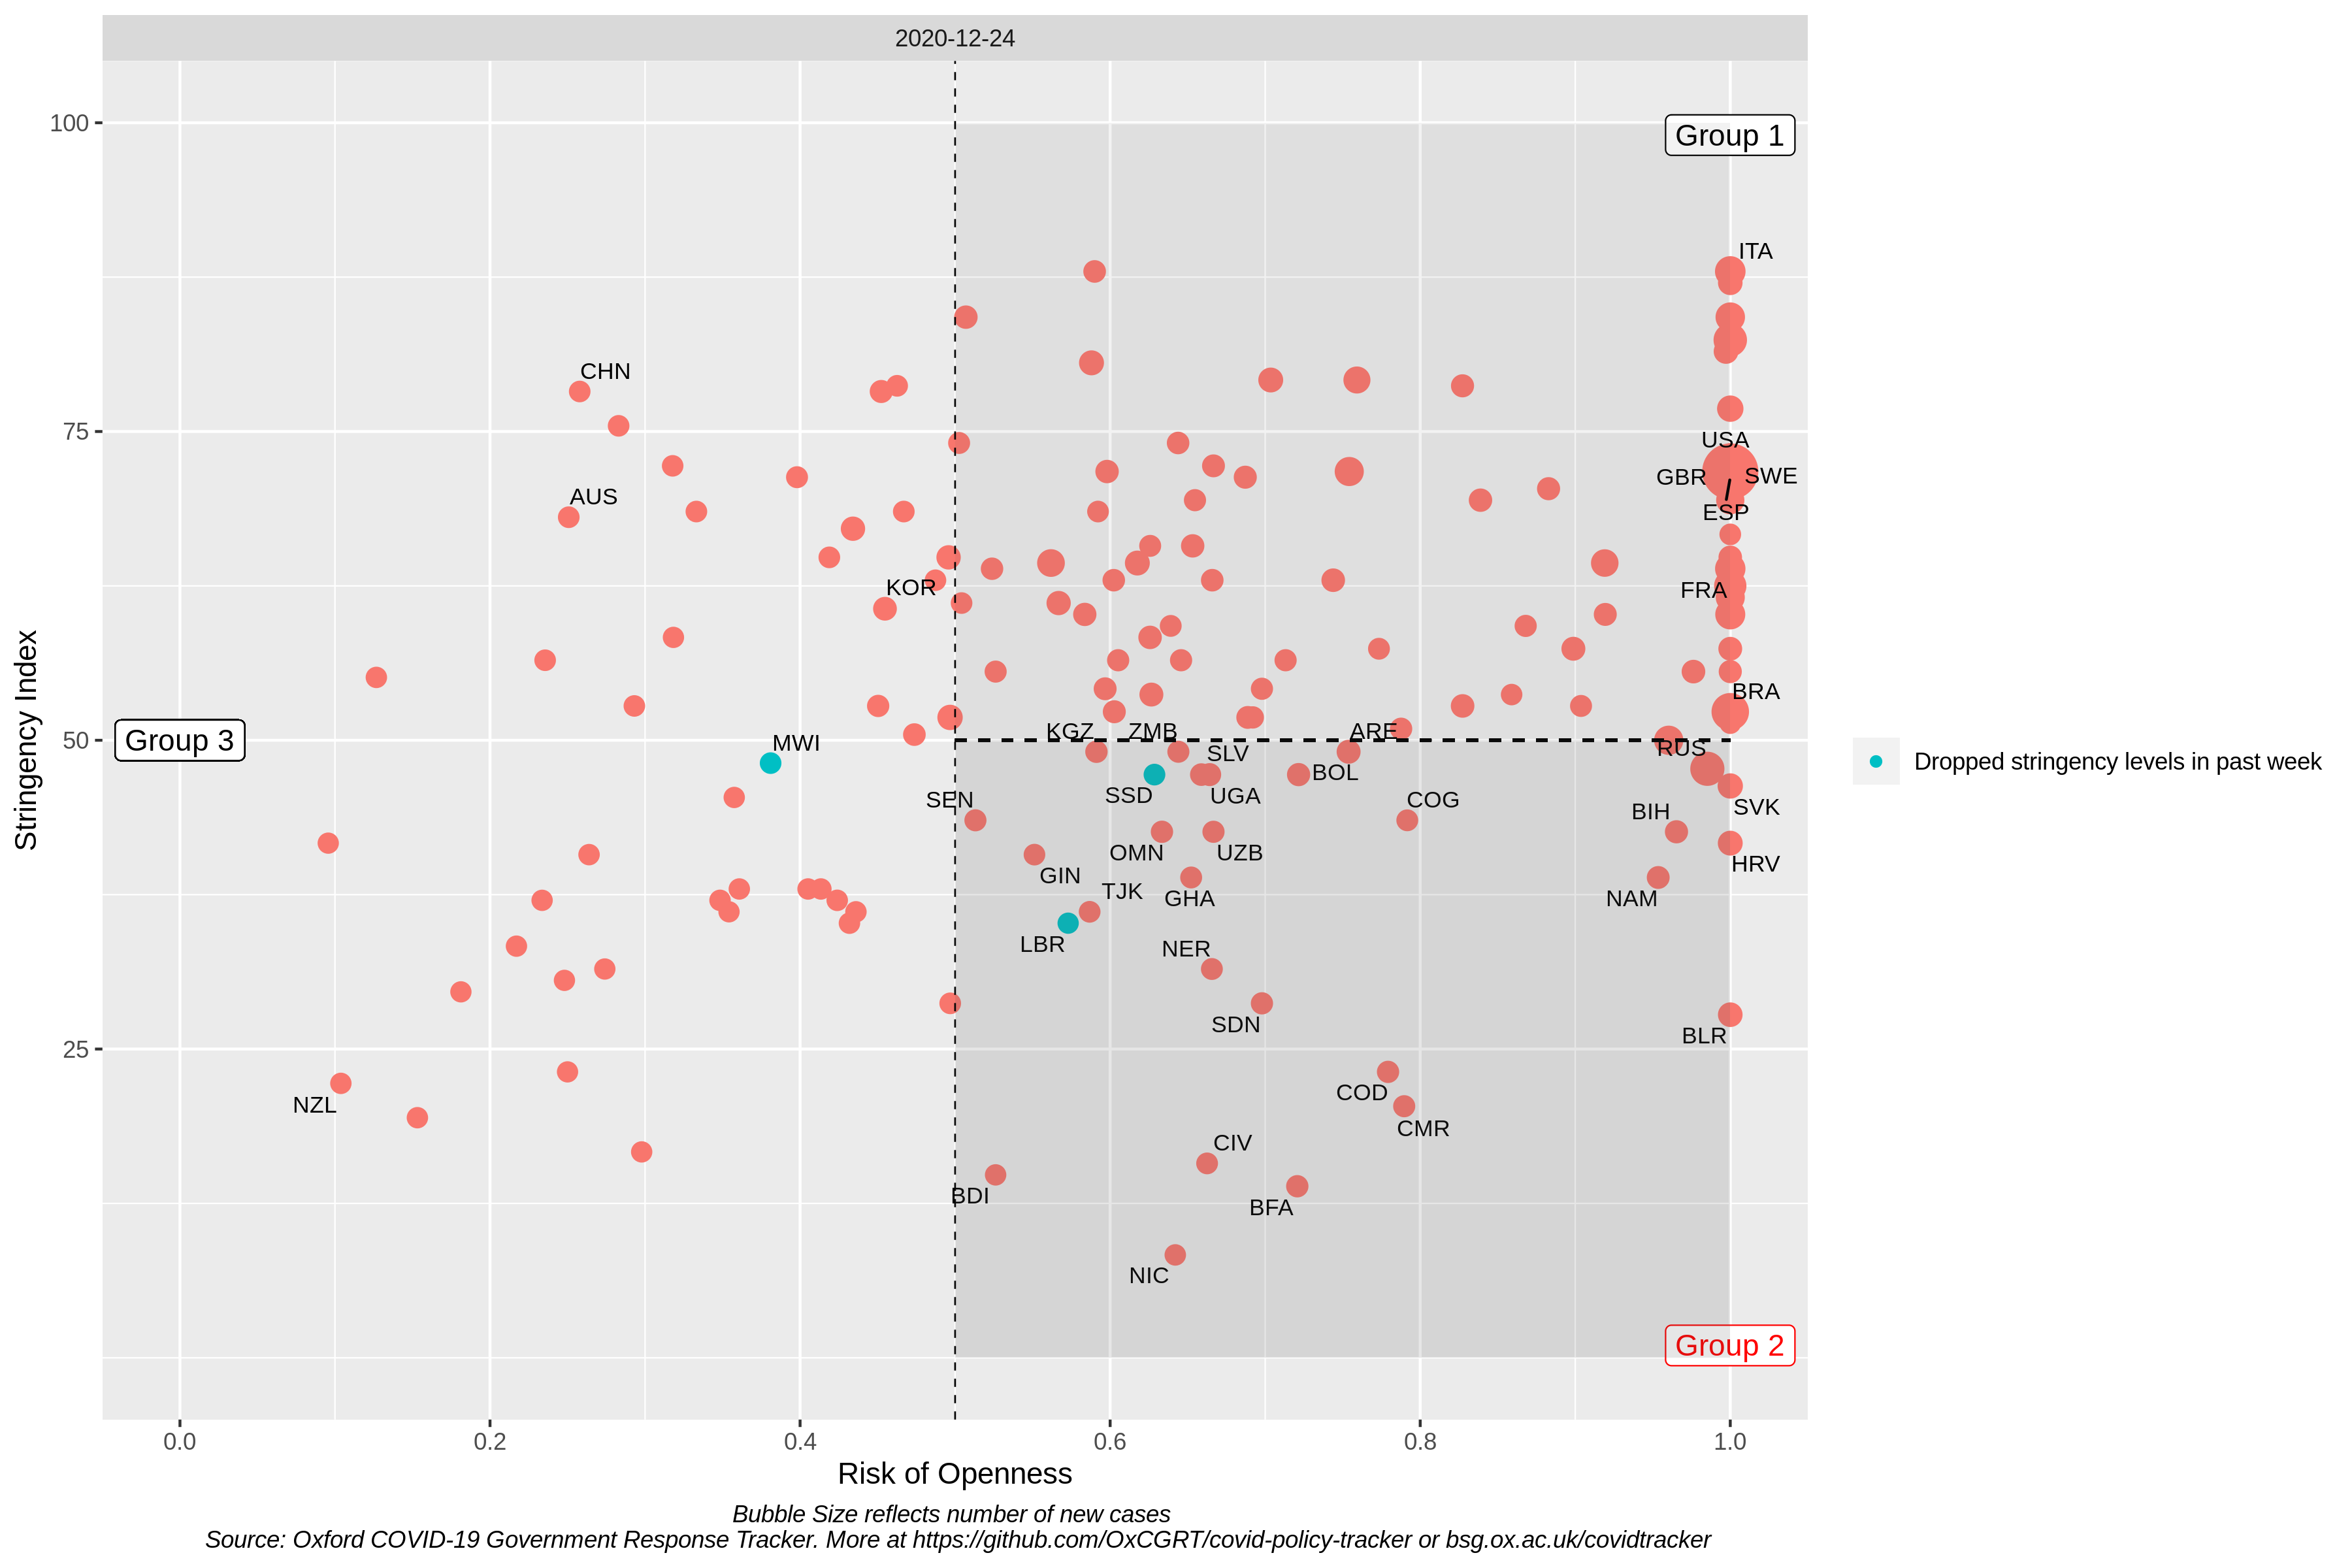 2020-12-24
100
Group 1
ITA
CHN
75
USA
GBR
SWE
AUS
ESP
KOR
FRA
BRA
KGZ
ZMB
ARE
50
Group 3
MWI
RUS
SLV
Dropped stringency levels in past week
BOL
SSD
UGA
SEN
COG
SVK
BIH
OMN
UZB
HRV
GIN
TJK
GHA
NAM
LBR
NER
SDN
BLR
25
COD
NZL
CMR
CIV
BDI
BFA
NIC
Group 2
Stringency Index
0.0
0.2
0.4
0.6
0.8
1.0
Risk of Openness
Bubble Size reflects number of new cases
Source: Oxford COVID-19 Government Response Tracker. More at https://github.com/OxCGRT/covid-policy-tracker or bsg.ox.ac.uk/covidtracker